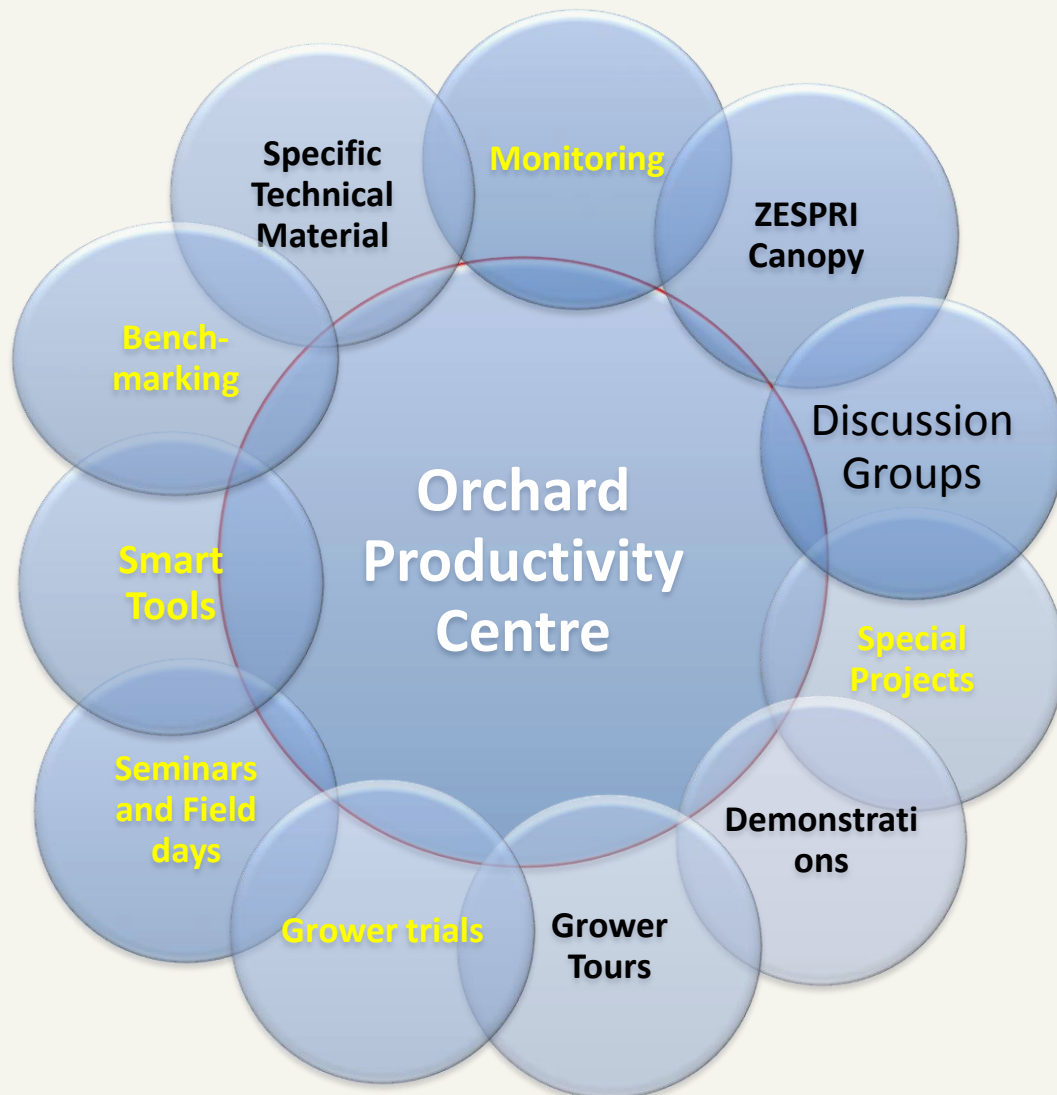 Specific
Technical
Material
Monitoring
ZESPRI
Canopy
Discussion
Groups
Special
Projects
Demonstrati
ons
Grower
Tours
Grower trials
Seminars
and Field
days
Smart
Tools
Bench-
marking
Orchard
Productivity
Centre